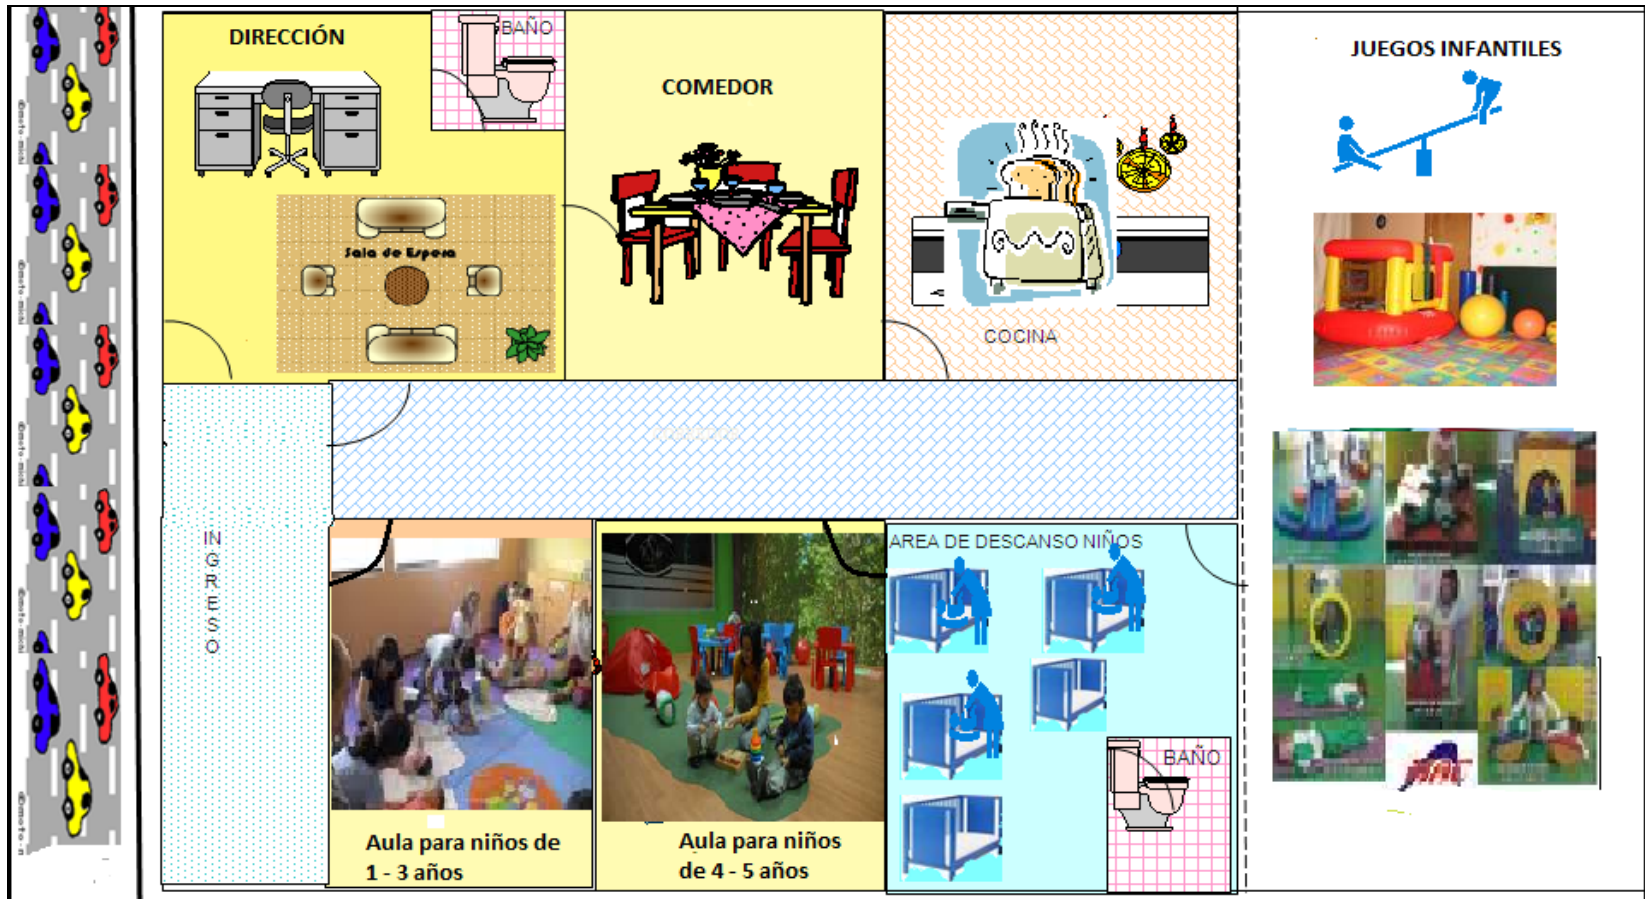 DIRECCIÓN
BAÑO
COMEDOR
JUEGOS INFANTILES
Sala de Espera
COCINA
INGRESO
AREA DE DESCANSO NIÑOS
BAÑO
Aula para niños de
1 - 3 años
Aula para niños
de 4 - 5 años